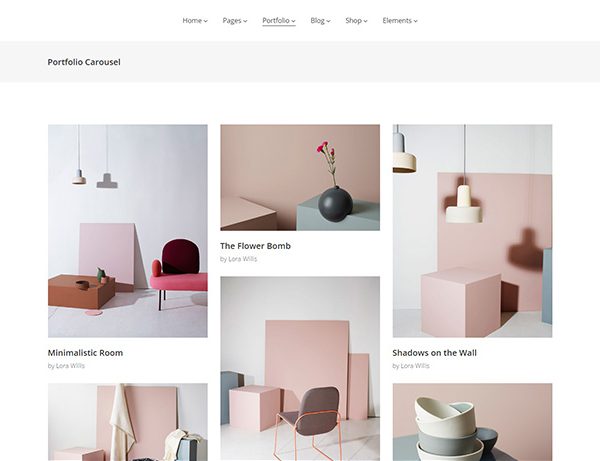 Home Pages Portfolio Blog Shop Elements
Portfolio Carousel
The Flower Bomb
by Lora Willis
Minimalistic Room
by Lora Willis
Shadows on the Wall
by Lora Willis